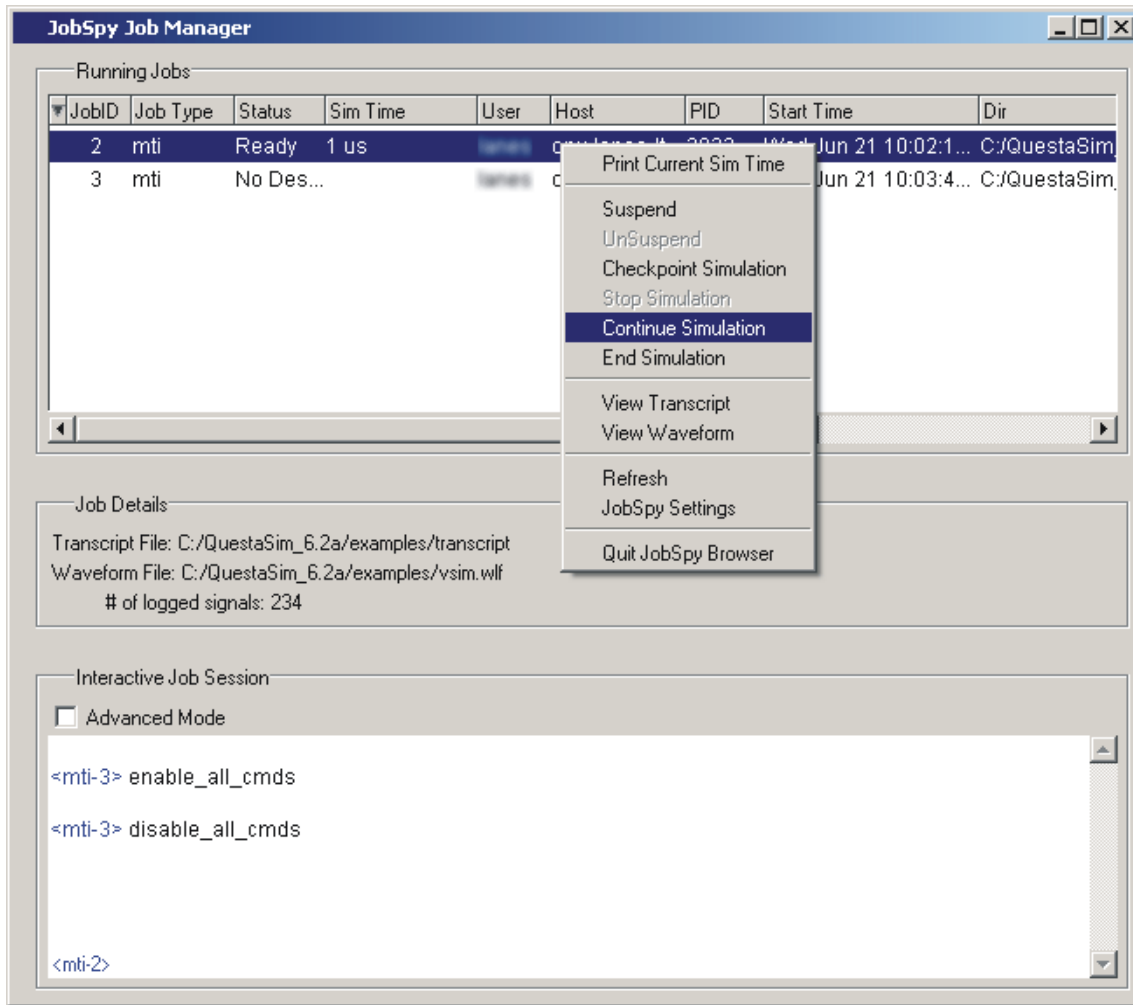 JobSpy Job Manager
Running Jobs
JobID Job Type Status Sim Time User Host PID Start Time Dir
2 mti Ready 1 us Jun 21 10:02:1... C:/QuestaSim_
3 mti No Des... Jun 21 10:03:4... C:/QuestaSim_
Print Current Sim Time
Suspend
UnSuspend
Checkpoint Simulation
Stop Simulation
Continue Simulation
End Simulation
View Transcript
View Waveform
Refresh
JobSpy Settings
Quit JobSpy Browser
Job Details
Transcript File: C:/QuestaSim_6.2a/examples/transcript
Waveform File: C:/QuestaSim_6.2a/examples/vsim.wlf
# of logged signals: 234
Interactive Job Session
Advanced Mode
<mti-3> enable_all_cmds
<mti-3> disable_all_cmds
<mti-2>